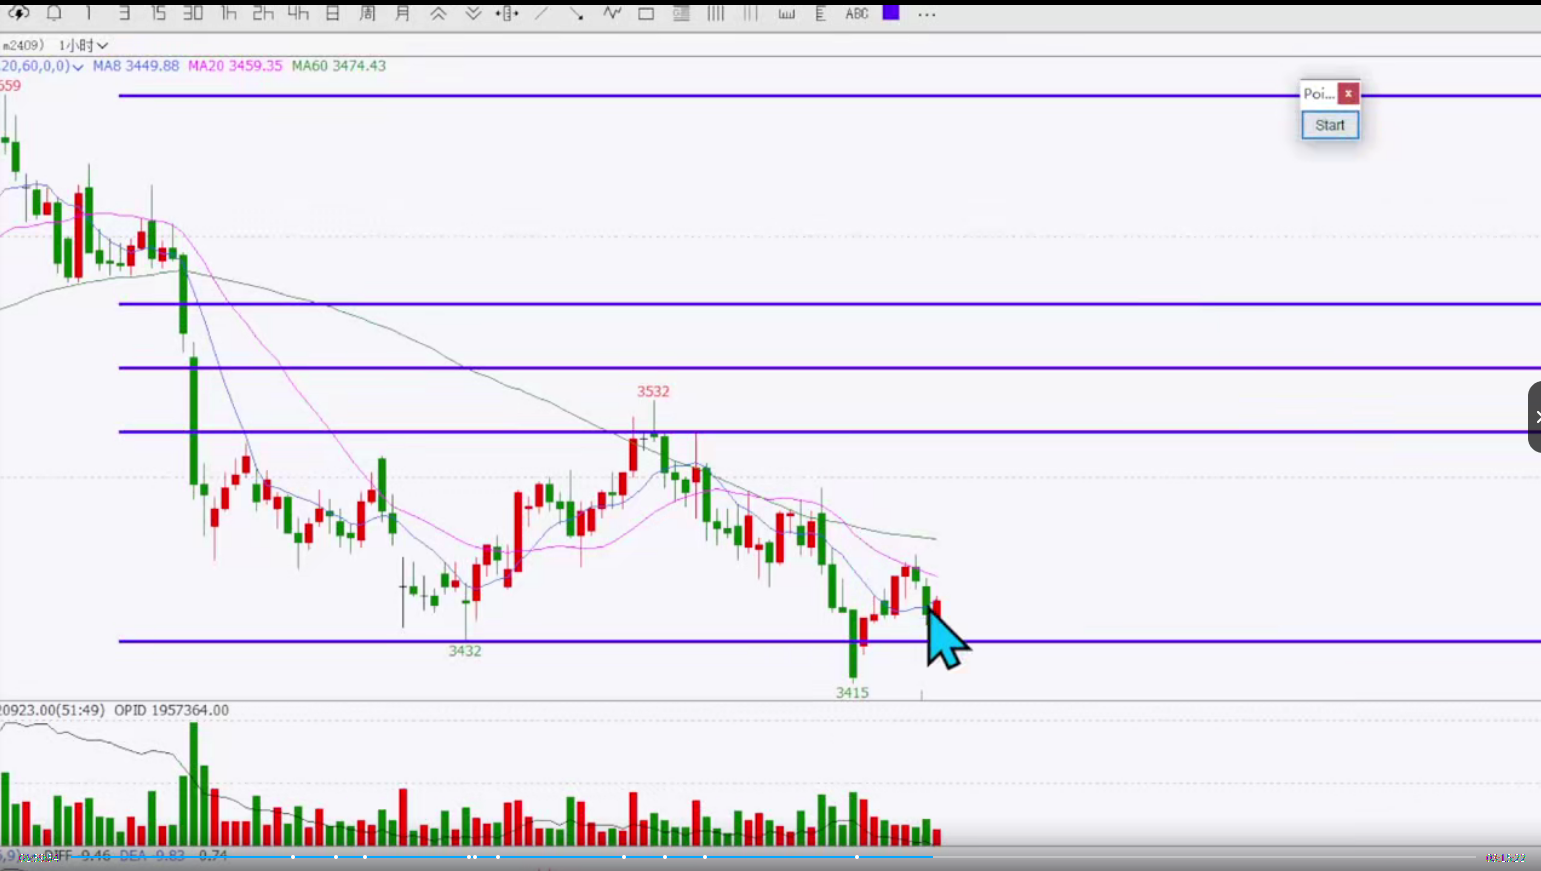 1 3 15 30 1h 2h 4h 日 周 月 ABC ...
m2409) 1小时
20,60,0,0) MA8 3449.88 MA20 3459.35 MA60 3474.43
559
Poi... x
Start
3532
3432
3415
20923.00(51:49) OPID 1957364.00
,9) DIFF -9.46 DEA -9.83 0.74